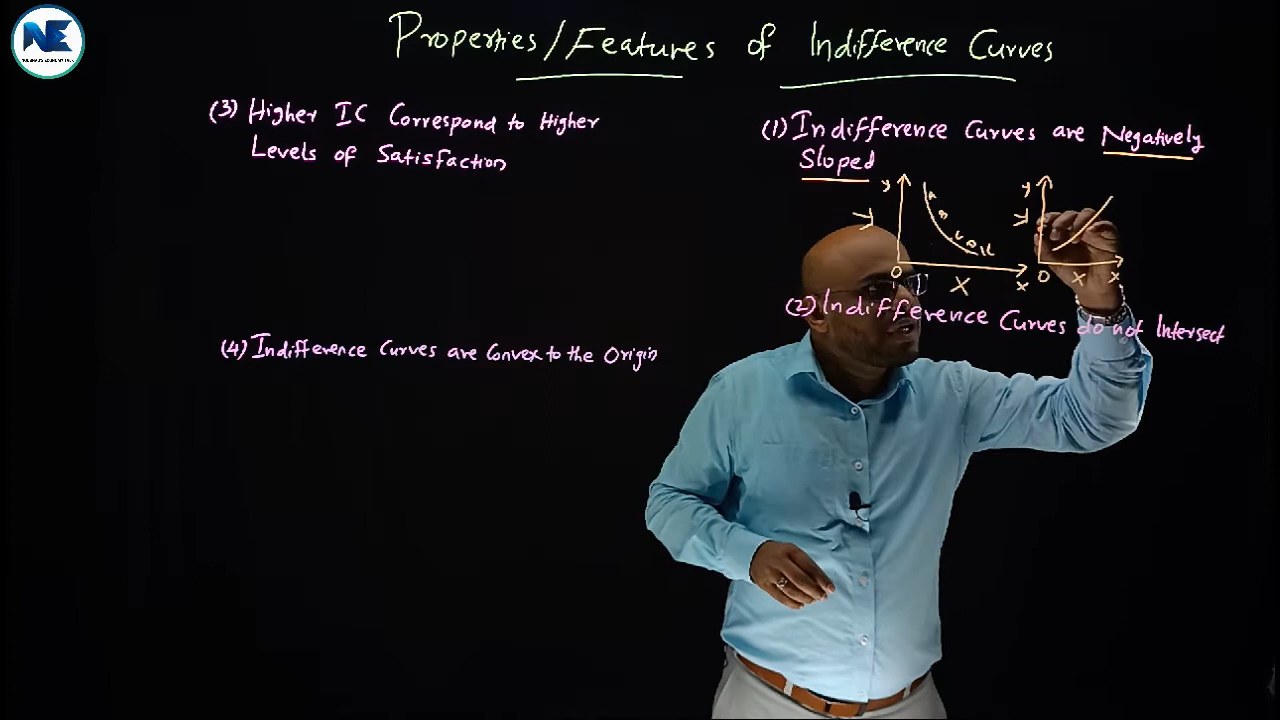 NE
Properties/Features of Indifference Curves
(3) Higher IC Correspond to Higher
Levels of Satisfaction
(1) Indifference Curves are Negatively
Sloped
y
Y
O
X
x
y
Y
O
X
x
(2) Indifference Curves do not Intersect
(4) Indifference Curves are Convex to the Origin